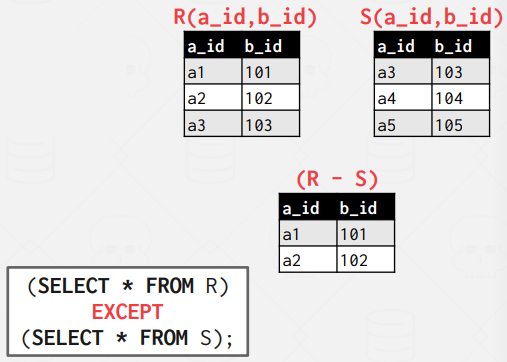 R(a_id,b_id)
a_id b_id
a1 101
a2 102
a3 103
S(a_id,b_id)
a_id b_id
a3 103
a4 104
a5 105
(R - S)
a_id b_id
a1 101
a2 102
(SELECT * FROM R)
EXCEPT
(SELECT * FROM S);